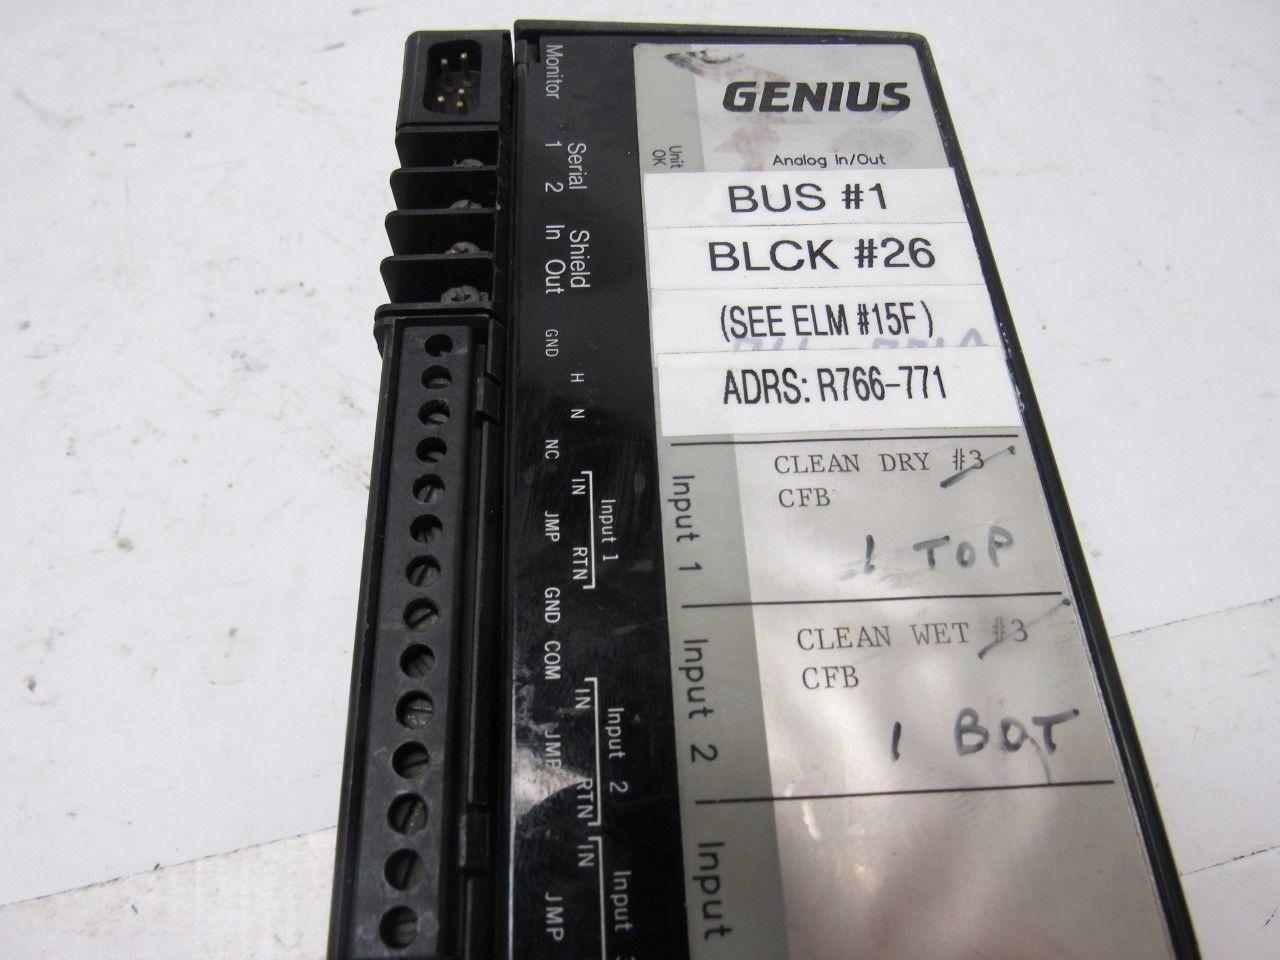 GENIUS
Analog In/Out
Unit
OK
BUS #1
BLCK #26
(SEE ELM #15F)
ADRS: R766-771
Input 1
CLEAN DRY #3
CFB
1 TOP
Input 2
CLEAN WET #3
CFB
1 BOT
Input
Monitor
Serial
1 2
Shield
In Out
GND
H
N
NC
Input 1
IN
JMP
RTN
GND
COM
Input 2
IN
JMP
RTN
Input 3
IN
JMP